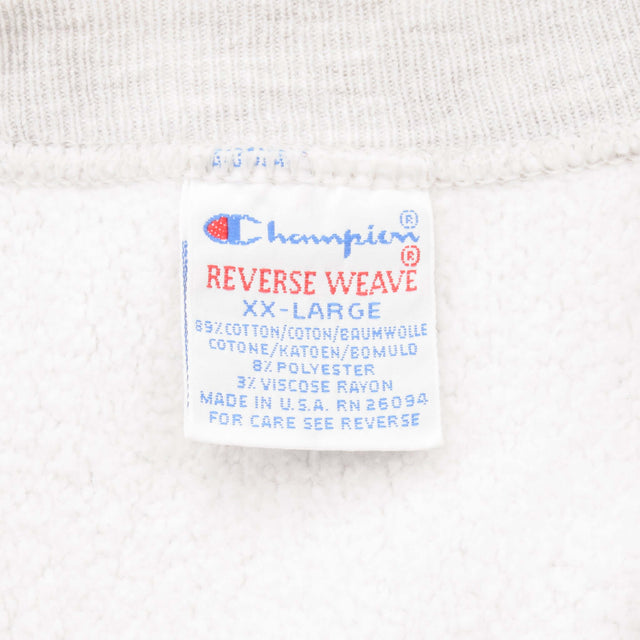 Champion®
REVERSE WEAVE®
XX-LARGE
89% COTTON/COTON/BAUMWOLLE
COTONE/KATOEN/BOMULD
8% POLYESTER
3% VISCOSE RAYON
MADE IN U.S.A. RN 26094
FOR CARE SEE REVERSE